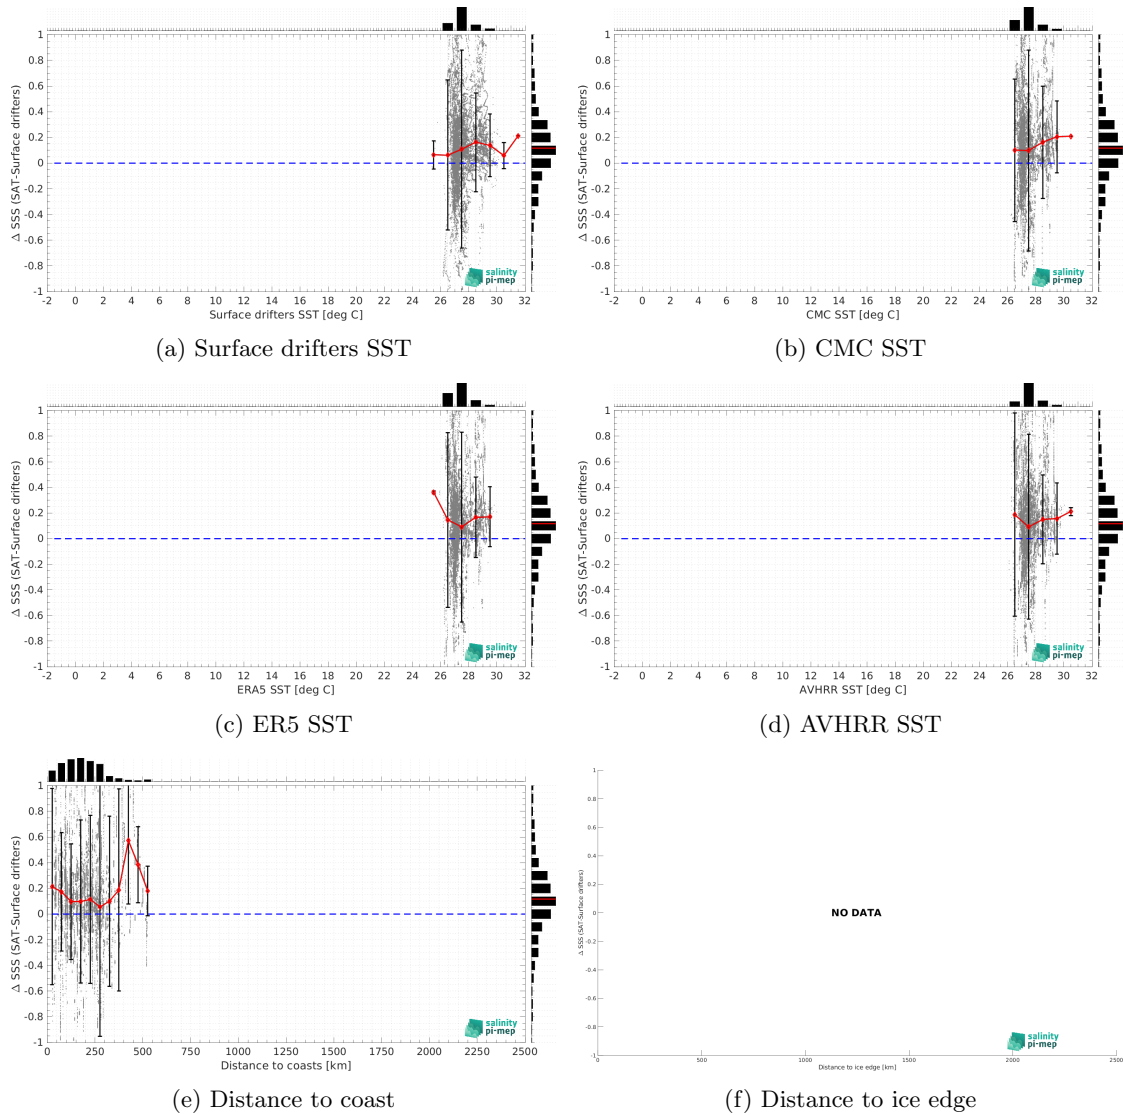 1
0.8
0.6
0.4
0.2
0
-0.2
-0.4
-0.6
-0.8
-1
Δ SSS (SAT-Surface drifters)
-2 0 2 4 6 8 10 12 14 16 18 20 22 24 26 28 30 32
Surface drifters SST [deg C]
salinity
pi-mep
(a) Surface drifters SST
1
0.8
0.6
0.4
0.2
0
-0.2
-0.4
-0.6
-0.8
-1
Δ SSS (SAT-Surface drifters)
-2 0 2 4 6 8 10 12 14 16 18 20 22 24 26 28 30 32
CMC SST [deg C]
salinity
pi-mep
(b) CMC SST
1
0.8
0.6
0.4
0.2
0
-0.2
-0.4
-0.6
-0.8
-1
Δ SSS (SAT-Surface drifters)
-2 0 2 4 6 8 10 12 14 16 18 20 22 24 26 28 30 32
ERA5 SST [deg C]
salinity
pi-mep
(c) ER5 SST
1
0.8
0.6
0.4
0.2
0
-0.2
-0.4
-0.6
-0.8
-1
Δ SSS (SAT-Surface drifters)
-2 0 2 4 6 8 10 12 14 16 18 20 22 24 26 28 30 32
AVHRR SST [deg C]
salinity
pi-mep
(d) AVHRR SST
1
0.8
0.6
0.4
0.2
0
-0.2
-0.4
-0.6
-0.8
-1
Δ SSS (SAT-Surface drifters)
0 250 500 750 1000 1250 1500 1750 2000 2250 2500
Distance to coasts [km]
salinity
pi-mep
(e) Distance to coast
1
0.8
0.6
0.4
0.2
0
-0.2
-0.4
-0.6
-0.8
-1
Δ SSS (SAT-Surface drifters)
NO DATA
0 500 1000 1500 2000 2500
Distance to ice edge [km]
salinity
pi-mep
(f) Distance to ice edge